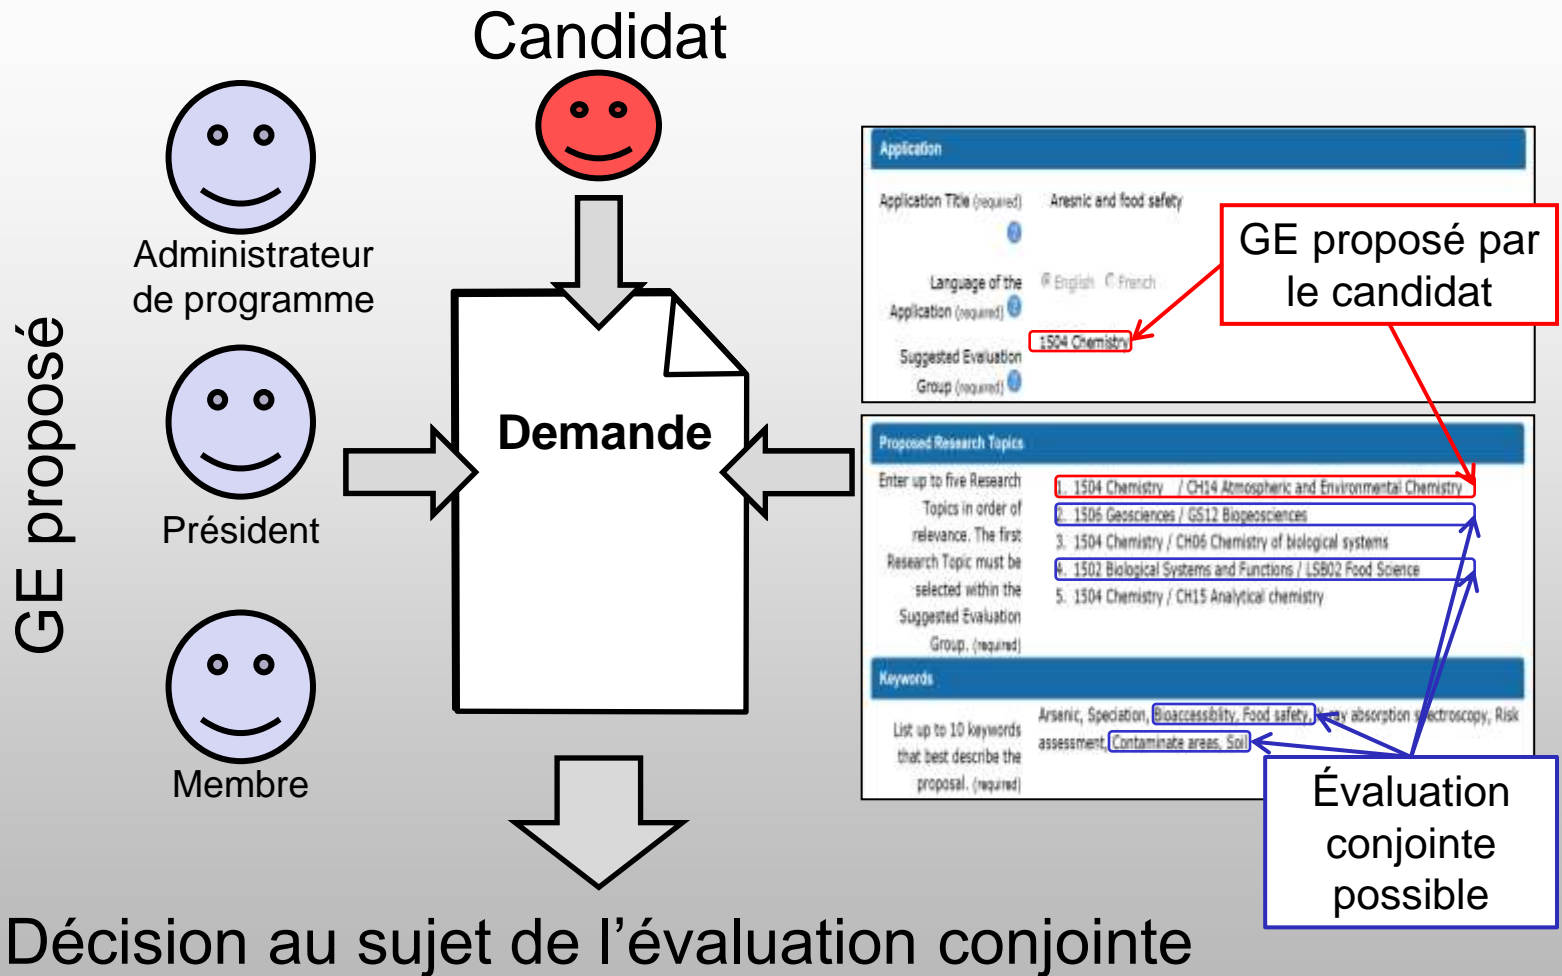 Candidat
Administrateur
de programme
GE proposé
Président
Membre
Demande
Application
Application Title (required)
Aresnic and food safety
Language of the
Application (required)
English French
Suggested Evaluation
Group (required)
1504 Chemistry
GE proposé par
le candidat
Proposed Research Topics
Enter up to five Research
Topics in order of
relevance. The first
Research Topic must be
selected within the
Suggested Evaluation
Group. (required)
1. 1504 Chemistry / CH14 Atmospheric and Environmental Chemistry
2. 1506 Geosciences / GS12 Biogeosciences
3. 1504 Chemistry / CH06 Chemistry of biological systems
4. 1502 Biological Systems and Functions / LSB02 Food Science
5. 1504 Chemistry / CH15 Analytical chemistry
Keywords
List up to 10 keywords
that best describe the
proposal. (required)
Arsenic, Speciation, Bioaccessiblity, Food safety, X-ray absorption spectroscopy, Risk
assessment, Contaminate areas, Soil
Évaluation
conjointe
possible
Décision au sujet de l’évaluation conjointe